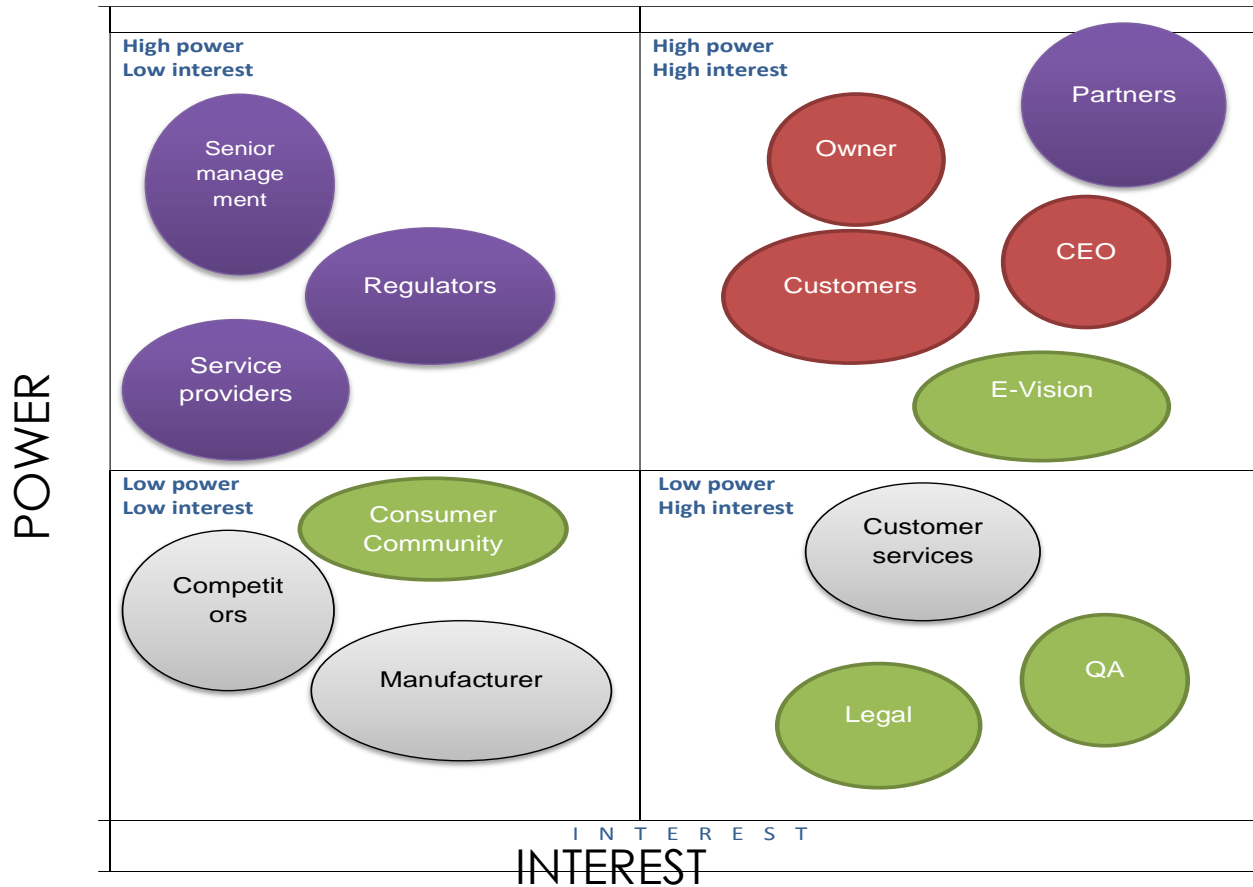 High power
Low interest
Senior
manage
ment
Regulators
Service
providers
High power
High interest
Partners
Owner
CEO
Customers
E-Vision
POWER
Low power
Low interest
Consumer
Community
Competit
ors
Manufacturer
Low power
High interest
Customer
services
QA
Legal
I N T E R E S T
INTEREST